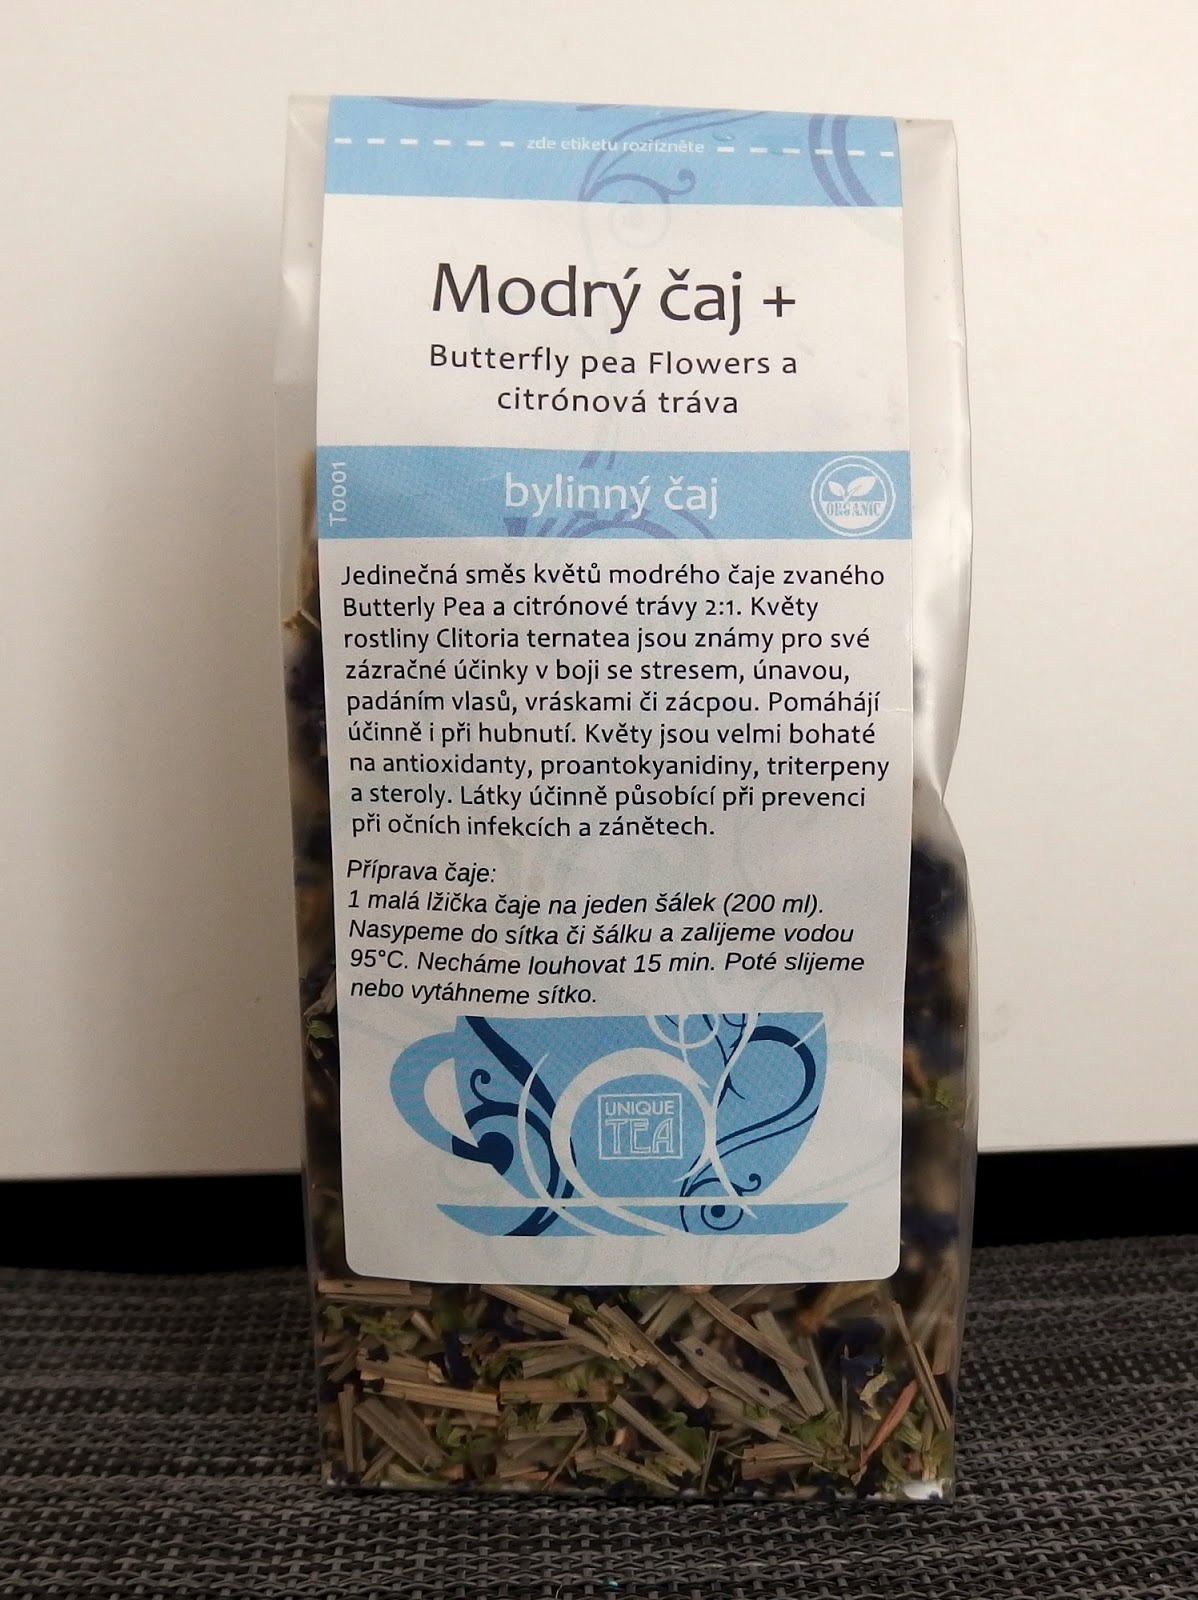 zde etiketu rozřízněte
Modrý čaj +
Butterfly pea Flowers a
citrónová tráva
T0001
bylinný čaj
ORGANIC
Jedinečná směs květů modrého čaje zvaného
Butterly Pea a citrónové trávy 2:1. Květy
rostliny Clitoria ternatea jsou známy pro své
zázračné účinky v boji se stresem, únavou,
padáním vlasů, vráskami či zácpou. Pomáhájí
účinně i při hubnutí. Květy jsou velmi bohaté
na antioxidanty, proantokyanidiny, triterpeny
a steroly. Látky účinně působící při prevenci
při očních infekcích a zánětech.
Příprava čaje:
1 malá lžička čaje na jeden šálek (200 ml).
Nasypeme do sítka či šálku a zalijeme vodou
95°C. Necháme louhovat 15 min. Poté slijeme
nebo vytáhneme sítko.
UNIQUE
TEA